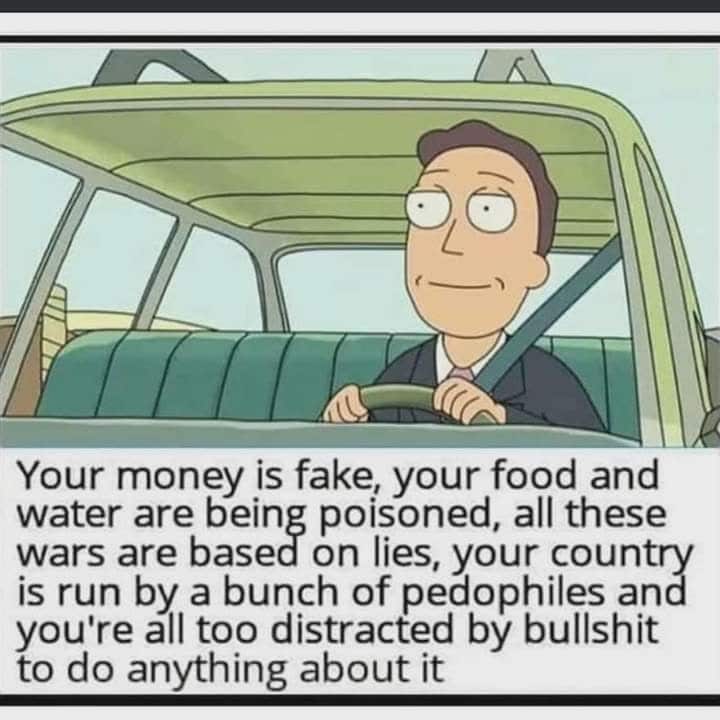 Your money is fake, your food and
water are being poisoned, all these
wars are based on lies, your country
is run by a bunch of pedophiles and
you're all too distracted by bullshit
to do anything about it